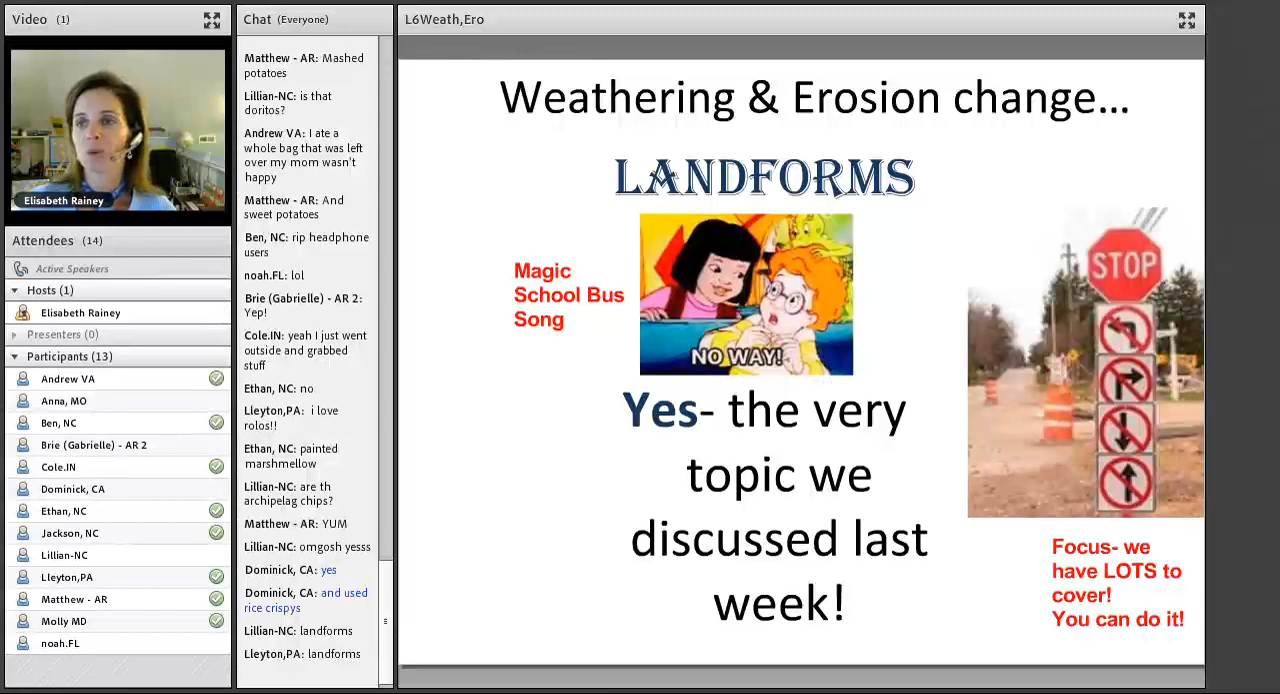 Video (1)
Elisabeth Rainey
Attendees (14)
Active Speakers
Hosts (1)
Elisabeth Rainey
Presenters (0)
Participants (13)
Andrew VA
Anna, MO
Ben, NC
Brie (Gabrielle) - AR 2
Cole.IN
Dominick, CA
Ethan, NC
Jackson, NC
Lillian-NC
Lleyton,PA
Matthew - AR
Molly MD
noah.FL
Chat (Everyone)
Matthew - AR: Mashed
potatoes
Lillian-NC: is that
doritos?
Andrew VA: I ate a
whole bag that was left
over my mom wasn't
happy
Matthew - AR: And
sweet potatoes
Ben, NC: rip headphone
users
noah.FL: lol
Brie (Gabrielle) - AR 2:
Yep!
Cole.IN: yeah I just went
outside and grabbed
stuff
Ethan, NC: no
Lleyton,PA: i love
rolos!!
Ethan, NC: painted
marshmellow
Lillian-NC: are th
archipelag chips?
Matthew - AR: YUM
Lillian-NC: omgosh yesss
Dominick, CA: yes
Dominick, CA: and used
rice crispys
Lillian-NC: landforms
Lleyton,PA: landforms
L6Weath,Ero
Weathering & Erosion change...
LANDFORMS
Magic
School Bus
Song
NO WAY!
STOP
Yes- the very
topic we
discussed last
week!
Focus- we
have LOTS to
cover!
You can do it!